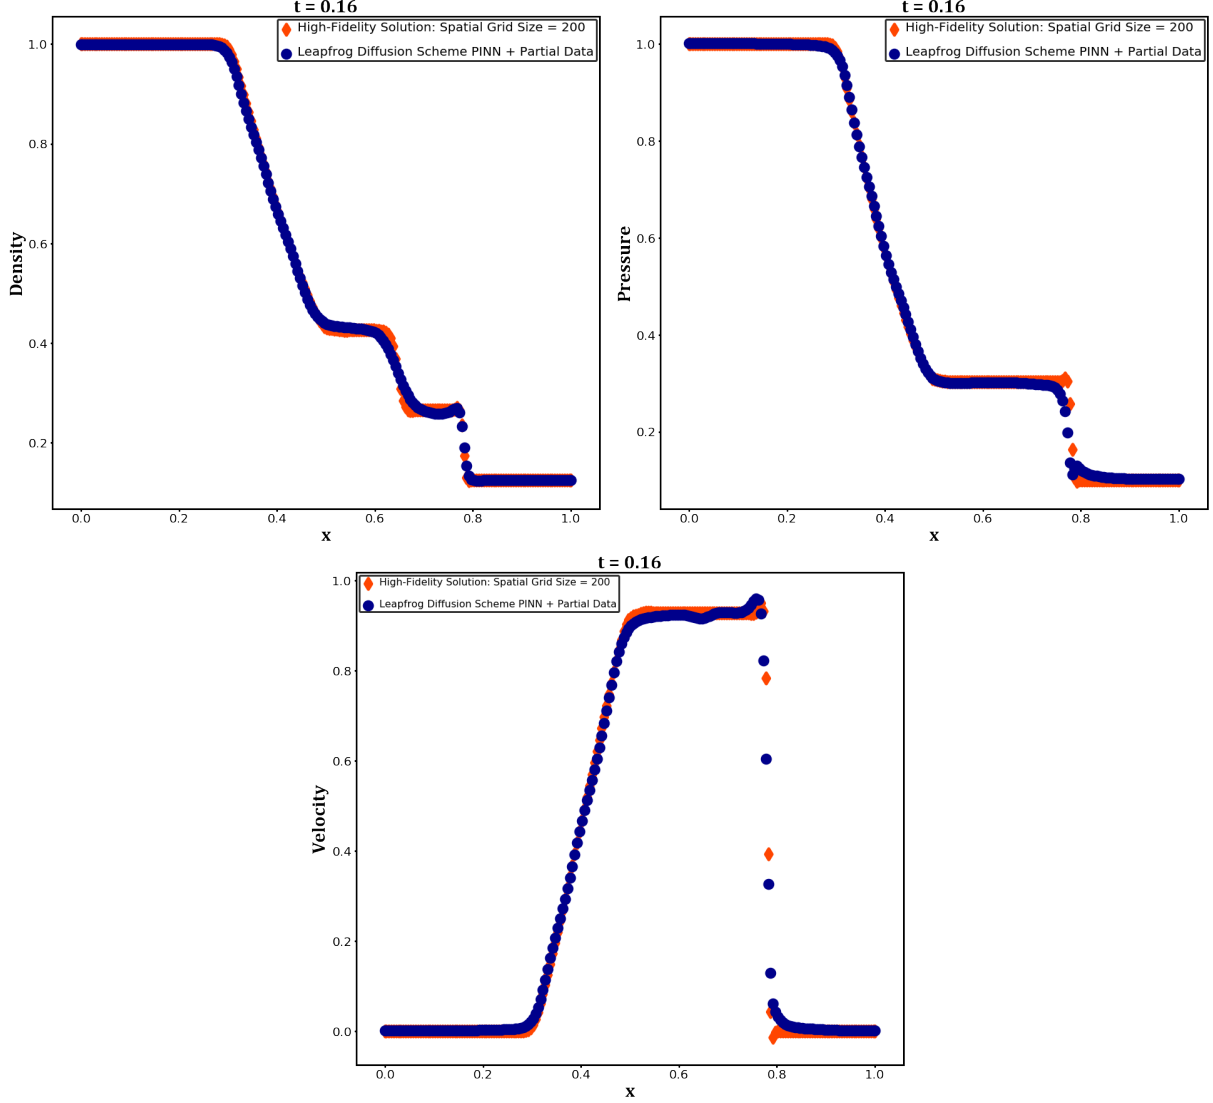 t = 0.16
High-Fidelity Solution: Spatial Grid Size = 200
Leapfrog Diffusion Scheme PINN + Partial Data
1.0
0.8
0.6
0.4
0.2
Density
0.0 0.2 0.4 0.6 0.8 1.0
x
t = 0.16
High-Fidelity Solution: Spatial Grid Size = 200
Leapfrog Diffusion Scheme PINN + Partial Data
1.0
0.8
0.6
0.4
0.2
Pressure
0.0 0.2 0.4 0.6 0.8 1.0
x
t = 0.16
High-Fidelity Solution: Spatial Grid Size = 200
Leapfrog Diffusion Scheme PINN + Partial Data
1.0
0.8
0.6
0.4
0.2
0.0
Velocity
0.0 0.2 0.4 0.6 0.8 1.0
x